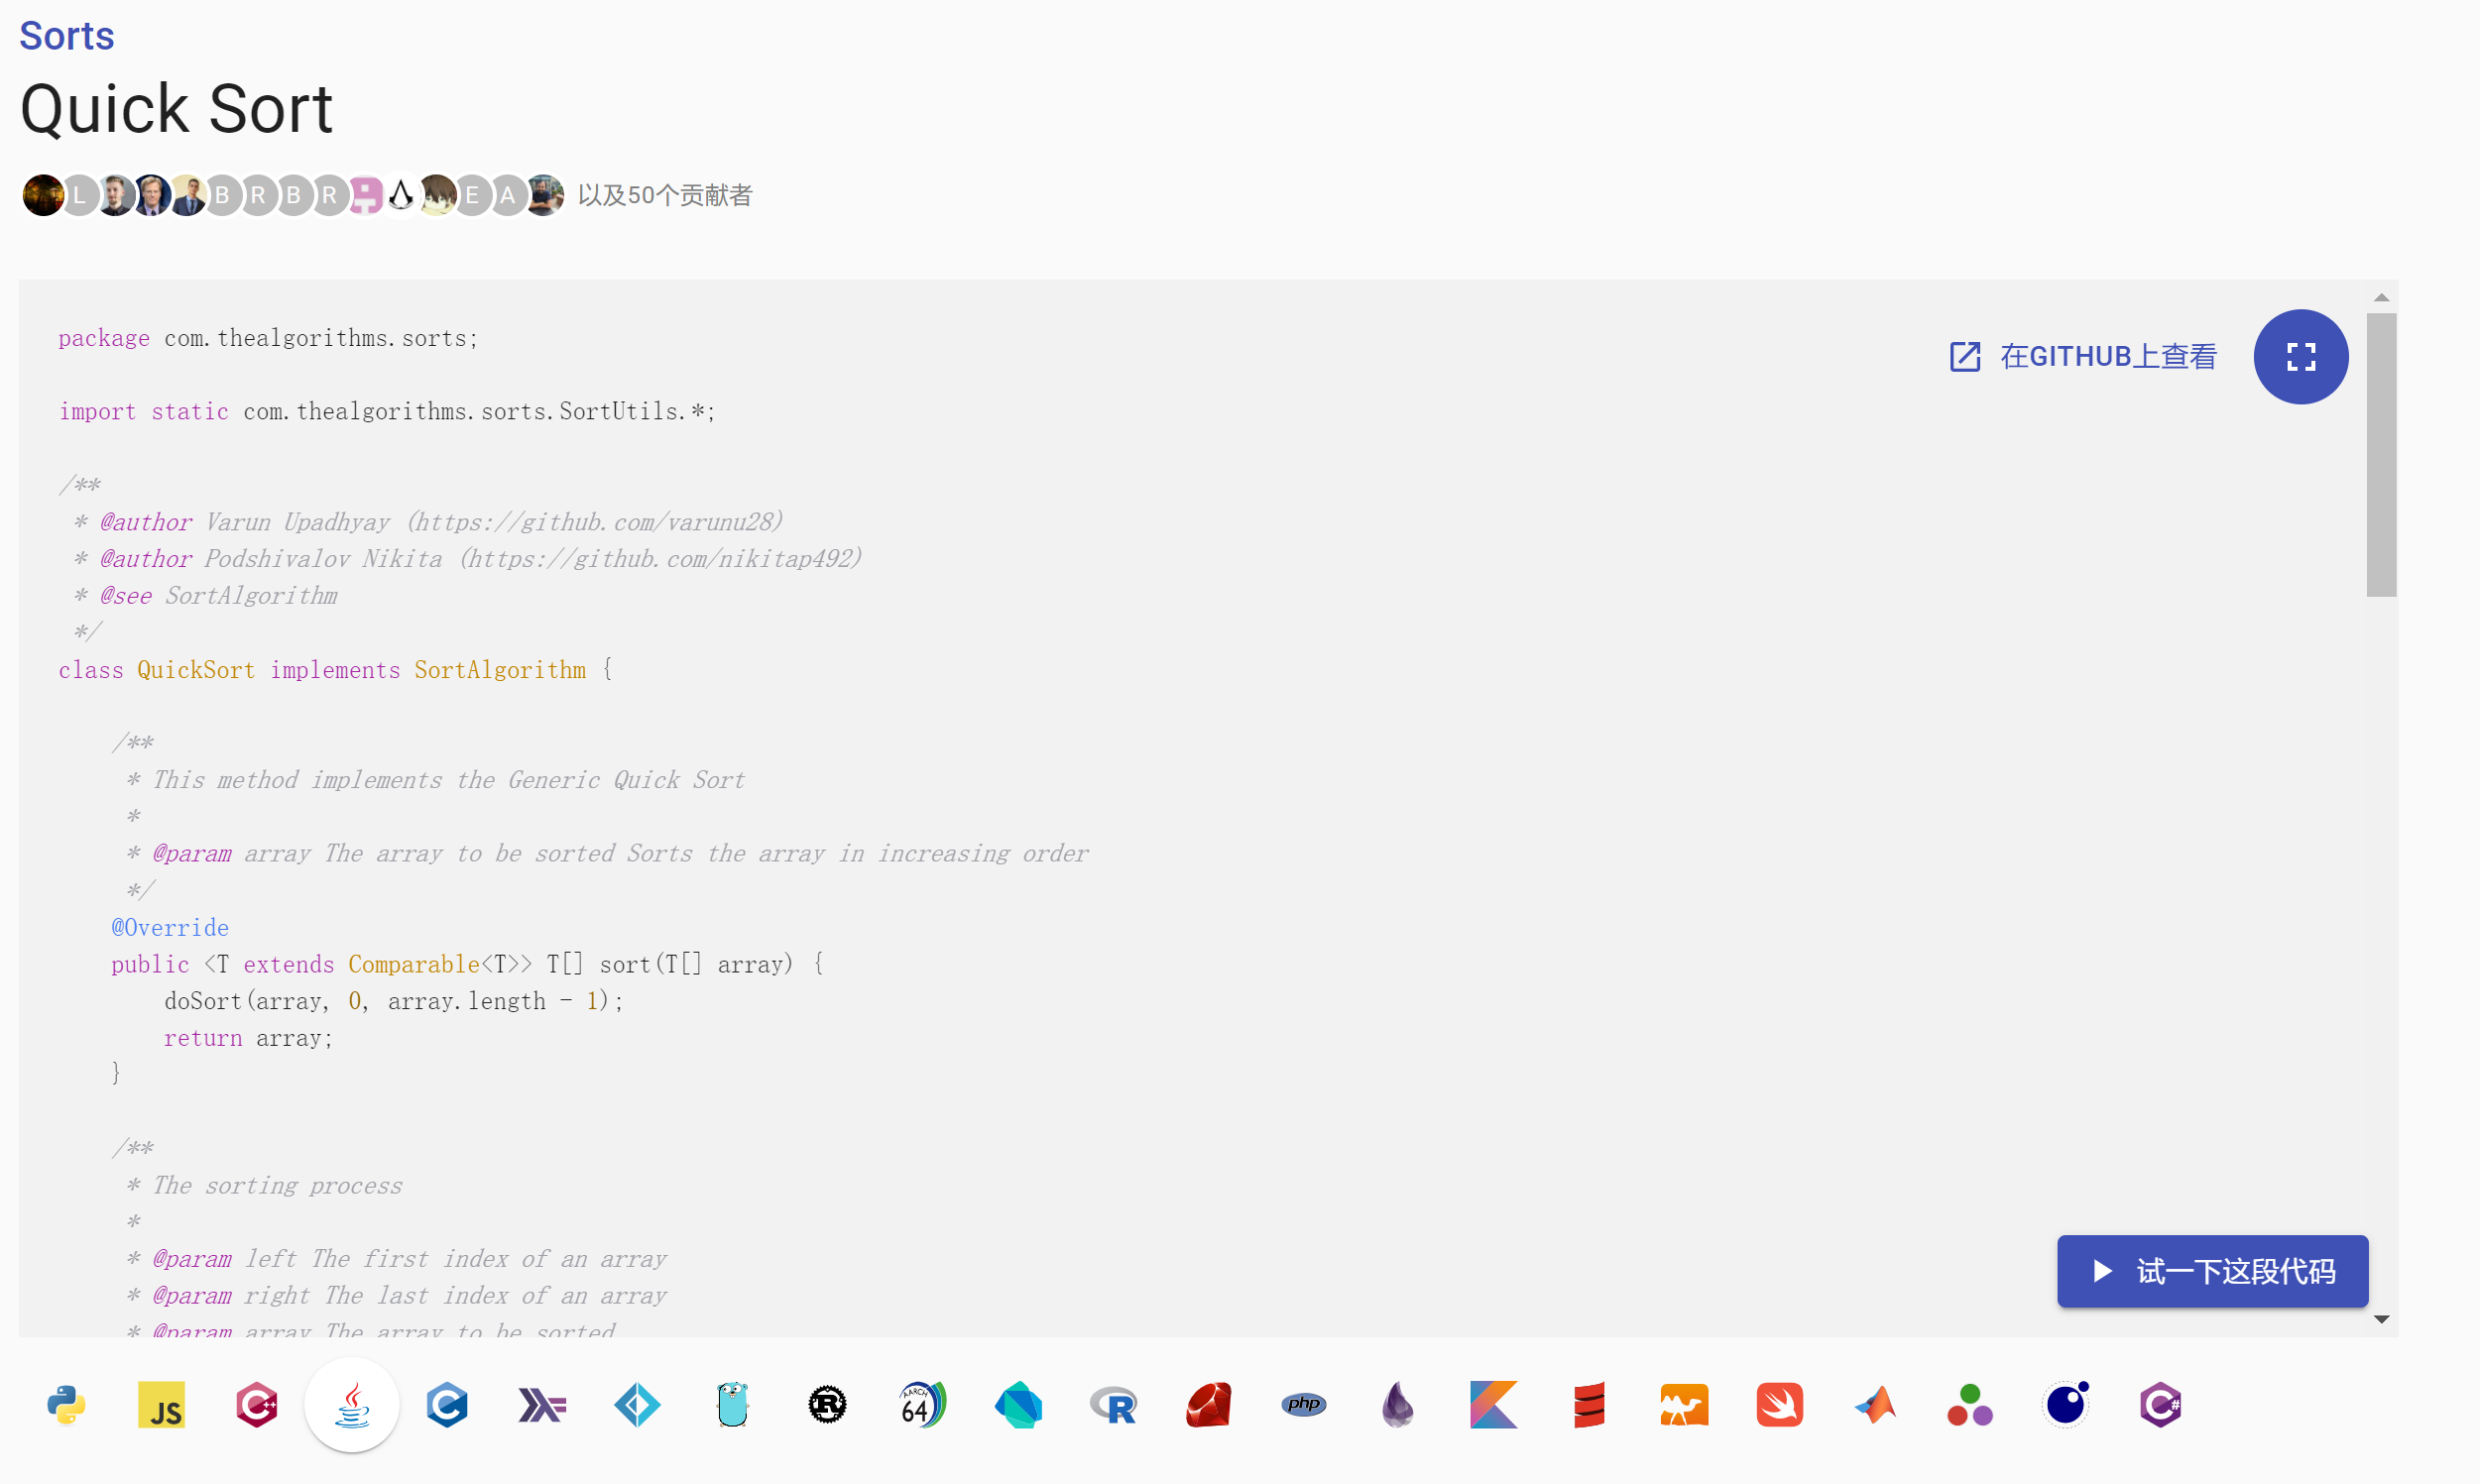 Sorts
Quick Sort
L B R B R E A 以及50个贡献者
package com.thealgorithms.sorts;
在GITHUB上查看
import static com.thealgorithms.sorts.SortUtils.*;
/**
 * @author Varun Upadhyay (https://github.com/varunu28)
 * @author Podshivalov Nikita (https://github.com/nikitap492)
 * @see SortAlgorithm
 */
class QuickSort implements SortAlgorithm {
    /**
     * This method implements the Generic Quick Sort
     *
     * @param array The array to be sorted Sorts the array in increasing order
     */
    @Override
    public <T extends Comparable<T>> T[] sort(T[] array) {
        doSort(array, 0, array.length - 1);
        return array;
    }
    /**
     * The sorting process
     *
     * @param left The first index of an array
     * @param right The last index of an array
     * @param array The array to be sorted
试一下这段代码
JS C++ C AARCH 64 R php C#